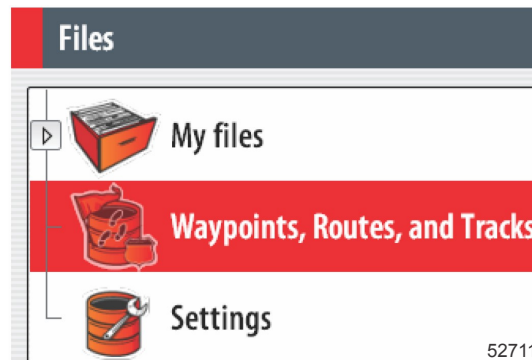 Files
My files
Waypoints, Routes, and Tracks
Settings
52711